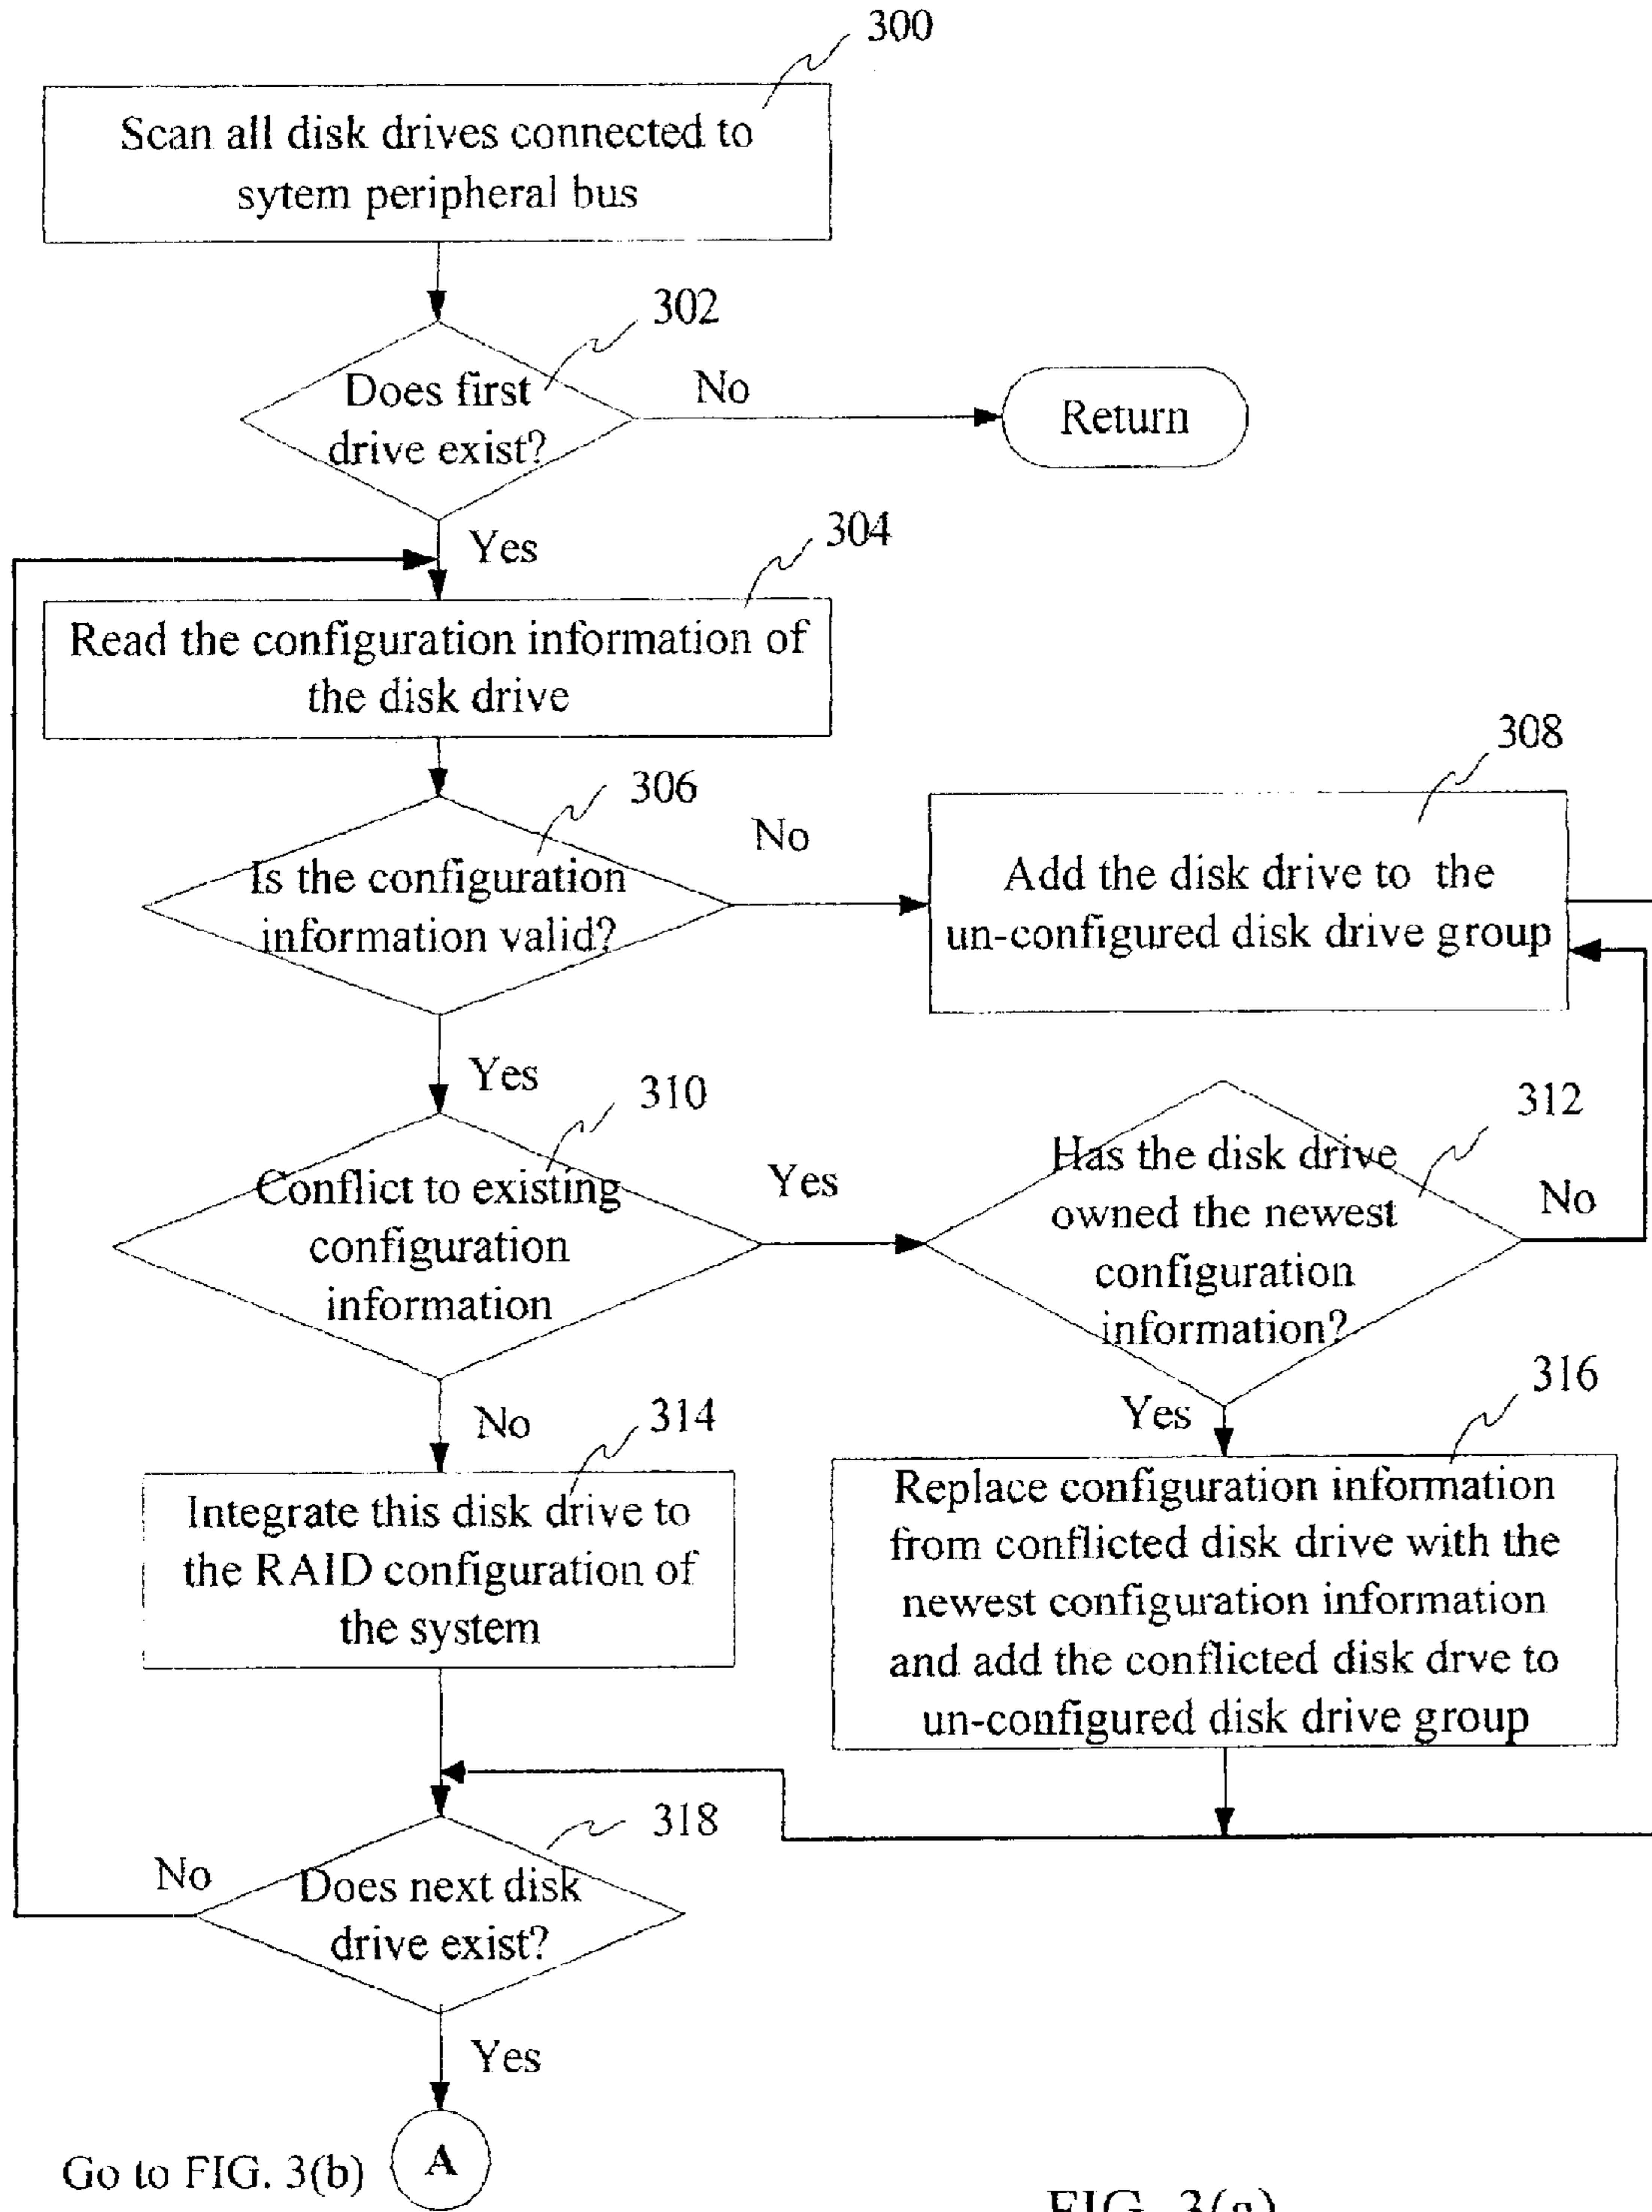 300
Scan all disk drives connected to
sytem peripheral bus
302
Does first
drive exist?
No
Return
Yes
304
Read the configuration information of
the disk drive
306
Is the configuration
information valid?
No
308
Add the disk drive to the
un-configured disk drive group
Yes
310
Conflict to existing
configuration
information
Yes
312
Has the disk drive
owned the newest
configuration
information?
No
No
314
Integrate this disk drive to
the RAID configuration of
the system
Yes
316
Replace configuration information
from conflicted disk drive with the
newest configuration information
and add the conflicted disk drve to
un-configured disk drive group
318
Does next disk
drive exist?
No
Yes
A
Go to FIG. 3(b)
FIG. 3(a)